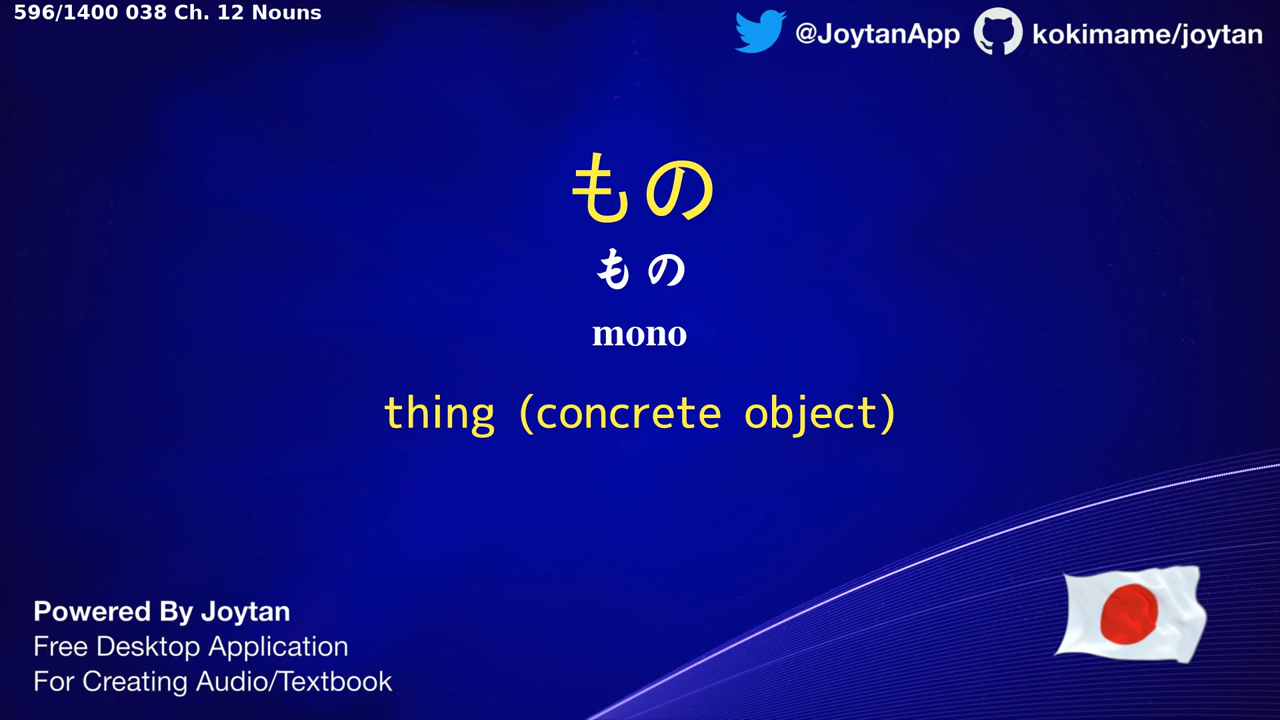 596/1400 038 Ch. 12 Nouns
@JoytanApp kokimame/joytan
もの
もの
mono
thing (concrete object)
Powered By Joytan
Free Desktop Application
For Creating Audio/Textbook